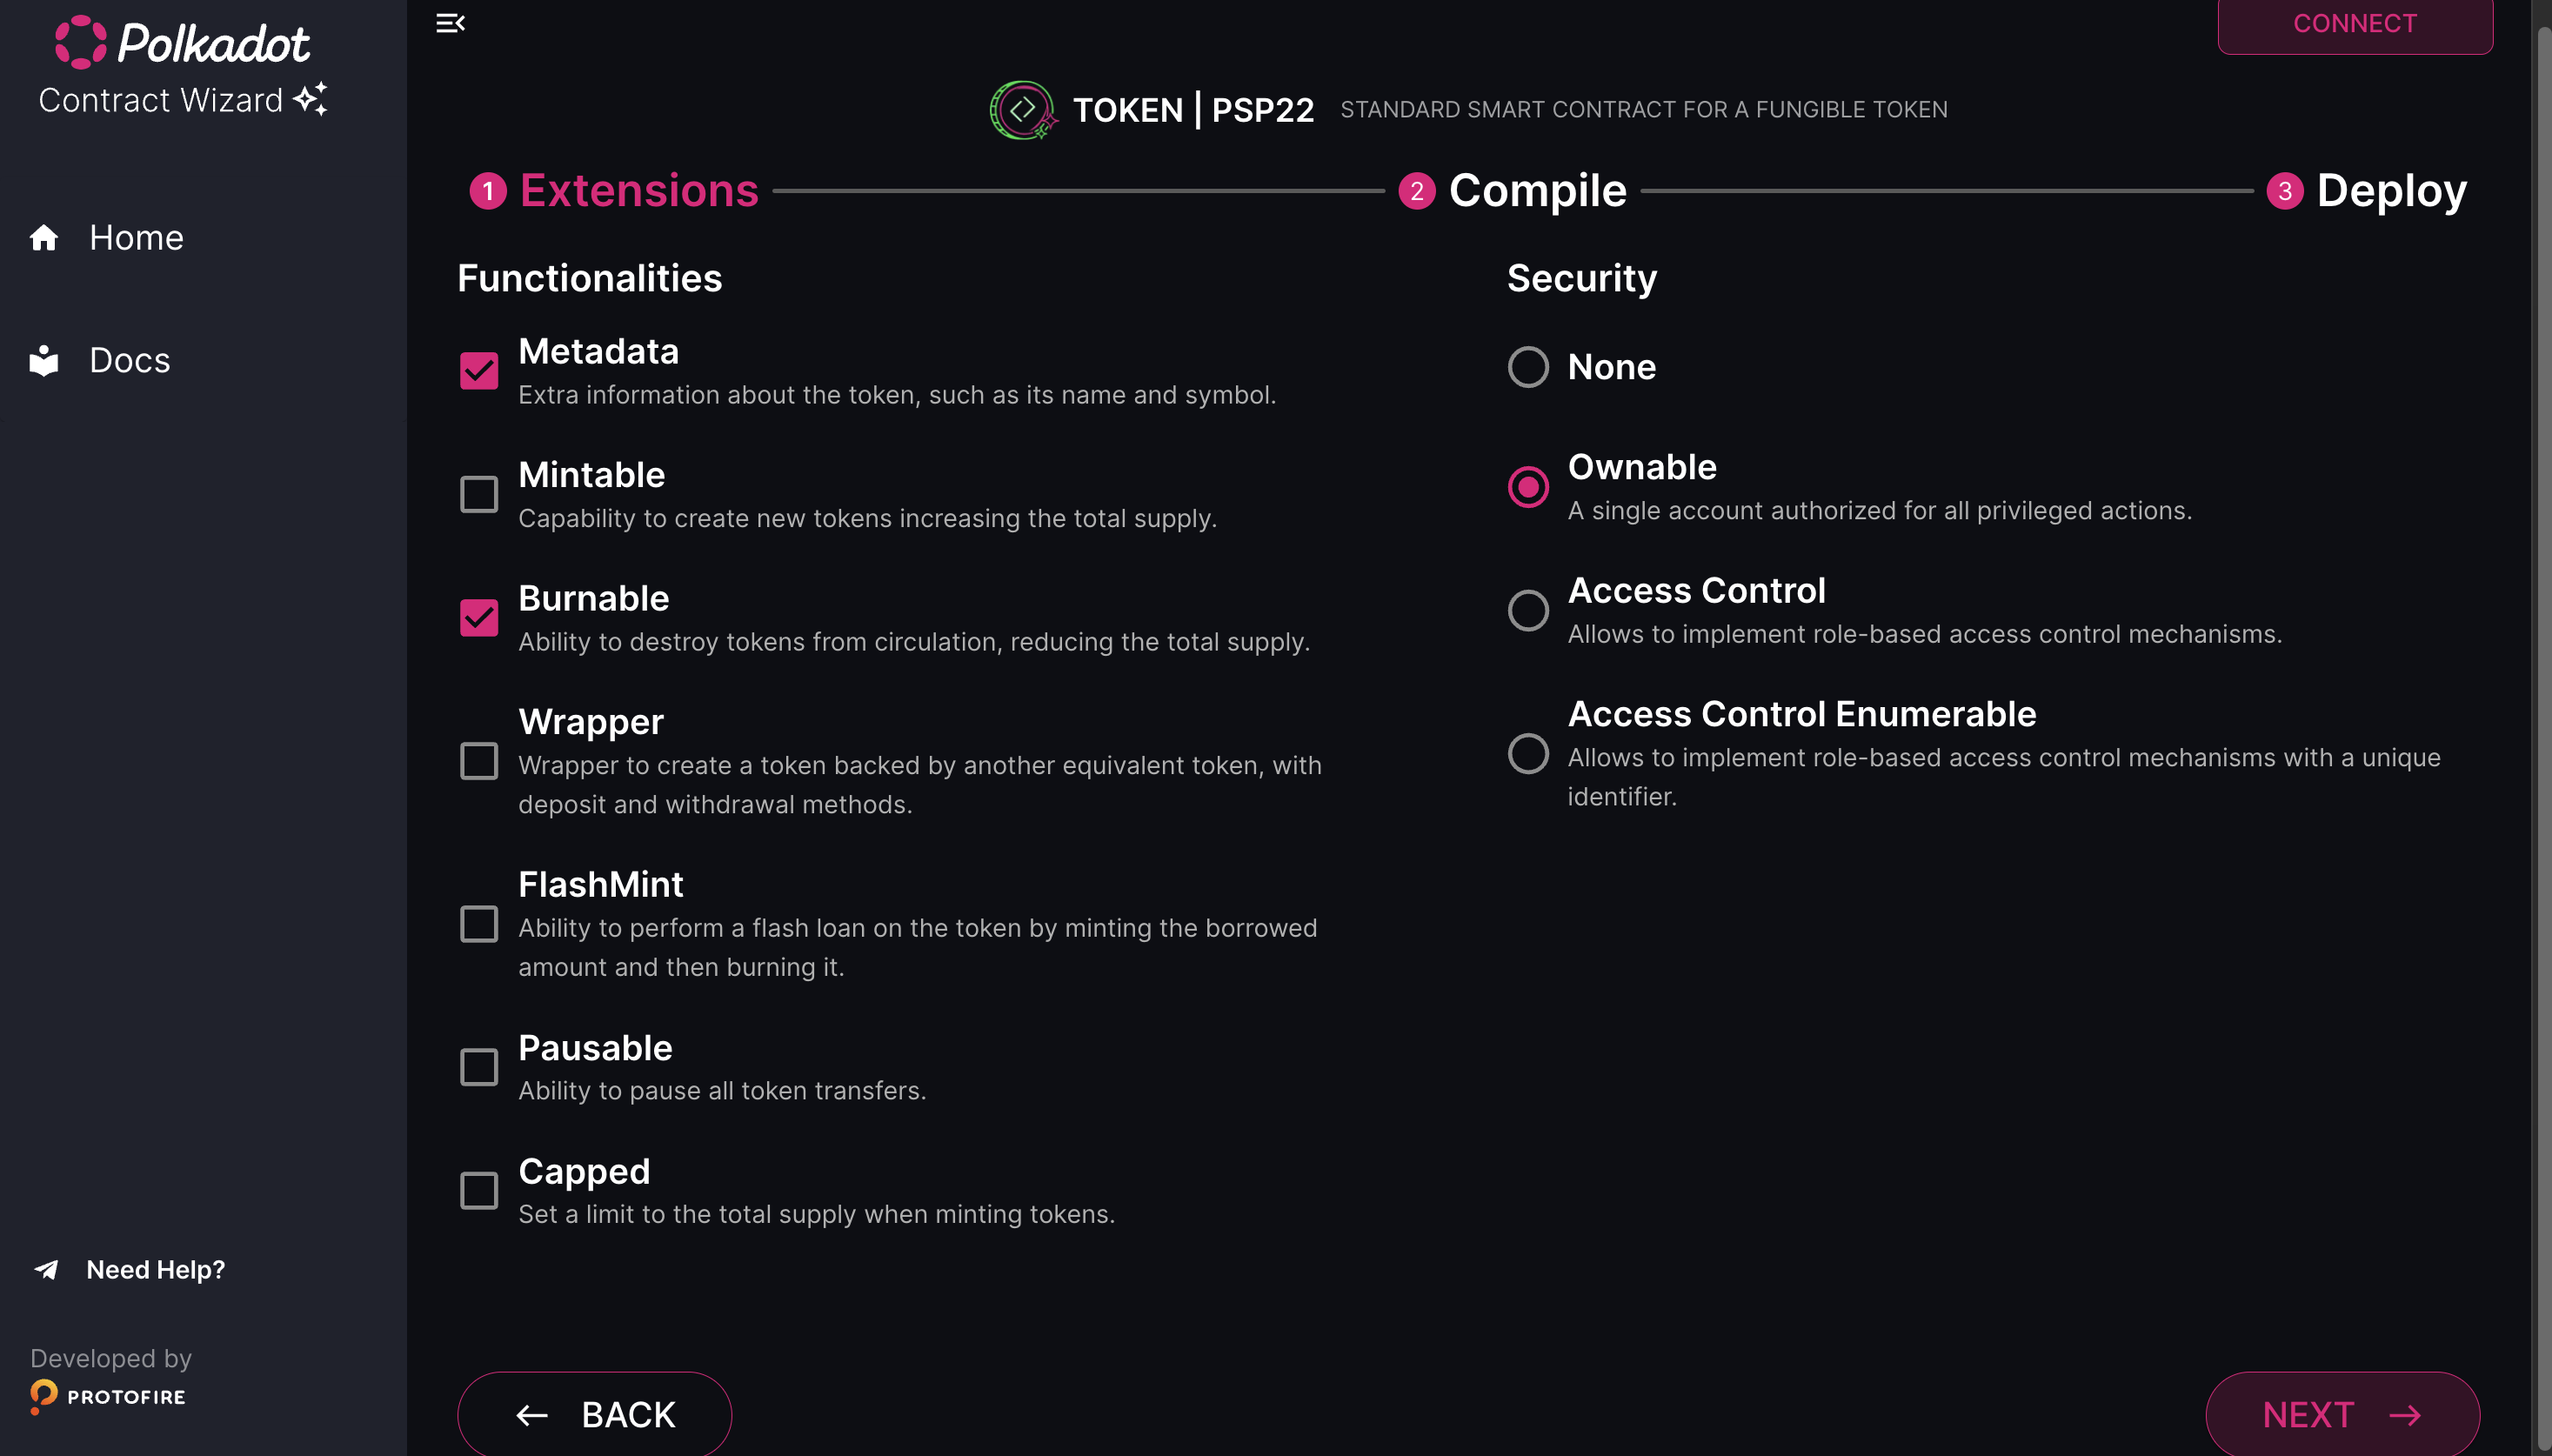 Polkadot
Contract Wizard
Home
Docs
Need Help?
Developed by
PROTOFIRE
CONNECT
TOKEN | PSP22 STANDARD SMART CONTRACT FOR A FUNGIBLE TOKEN
1 Extensions 2 Compile 3 Deploy
Functionalities
Metadata
Extra information about the token, such as its name and symbol.
Mintable
Capability to create new tokens increasing the total supply.
Burnable
Ability to destroy tokens from circulation, reducing the total supply.
Wrapper
Wrapper to create a token backed by another equivalent token, with
deposit and withdrawal methods.
FlashMint
Ability to perform a flash loan on the token by minting the borrowed
amount and then burning it.
Pausable
Ability to pause all token transfers.
Capped
Set a limit to the total supply when minting tokens.
Security
None
Ownable
A single account authorized for all privileged actions.
Access Control
Allows to implement role-based access control mechanisms.
Access Control Enumerable
Allows to implement role-based access control mechanisms with a unique
identifier.
BACK
NEXT